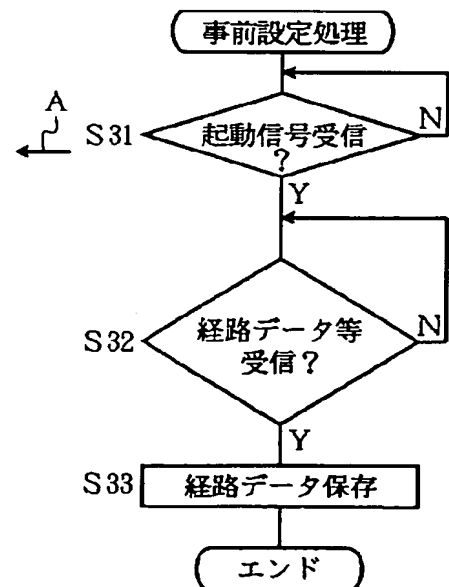 事前設定処理
A
S31
起動信号受信
?
N
Y
S32
経路データ等
受信?
N
Y
S33
経路データ保存
エンド